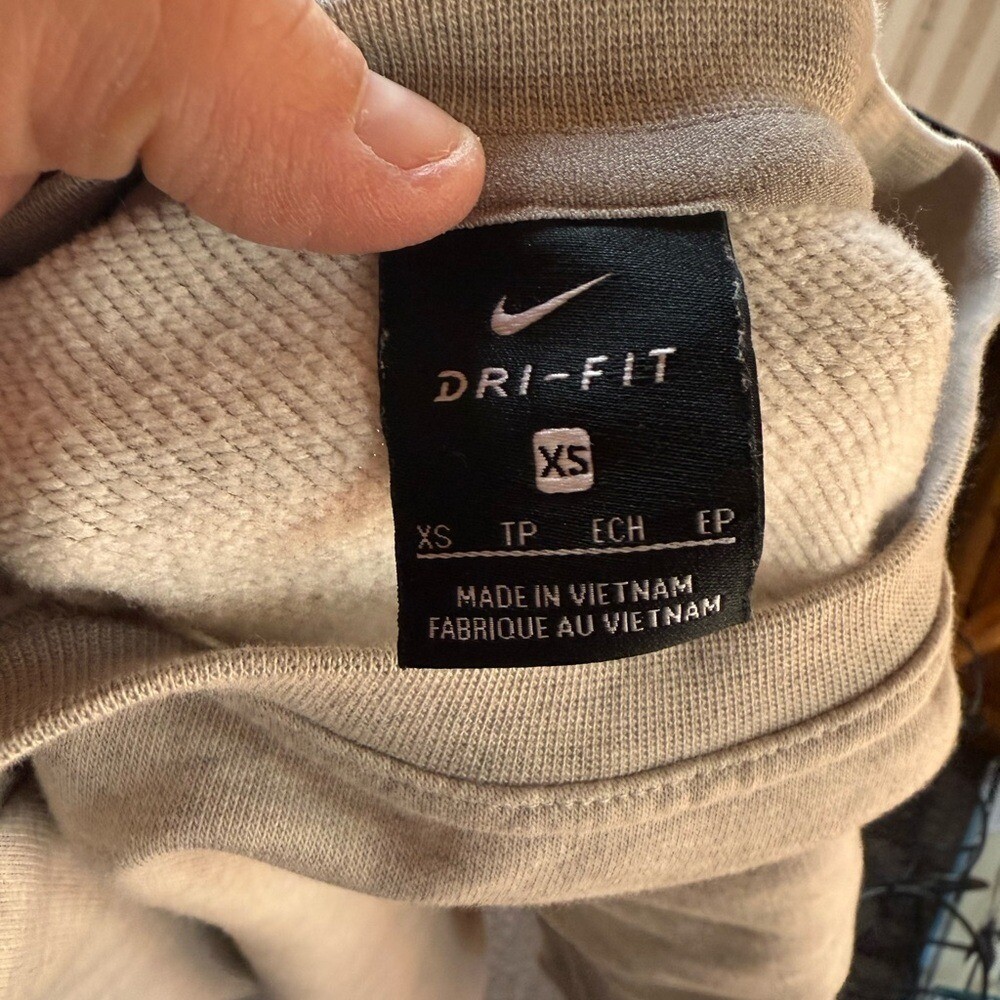 DRI-FIT
XS
XS TP ECH EP
MADE IN VIETNAM
FABRIQUE AU VIETNAM